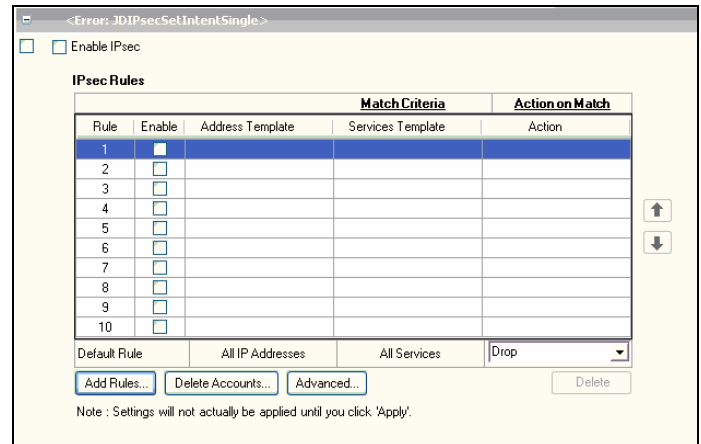 <Error: JDIPsecSetIntentSingle>
Enable IPsec
IPsec Rules
Match Criteria Action on Match
Rule Enable Address Template Services Template Action
1
2
3
4
5
6
7
8
9
10
Default Rule All IP Addresses All Services Drop
Add Rules... Delete Accounts... Advanced... Delete
Note : Settings will not actually be applied until you click 'Apply'.